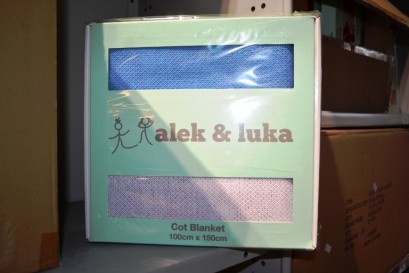 alek & luka
Cot Blanket
100cm x 150cm